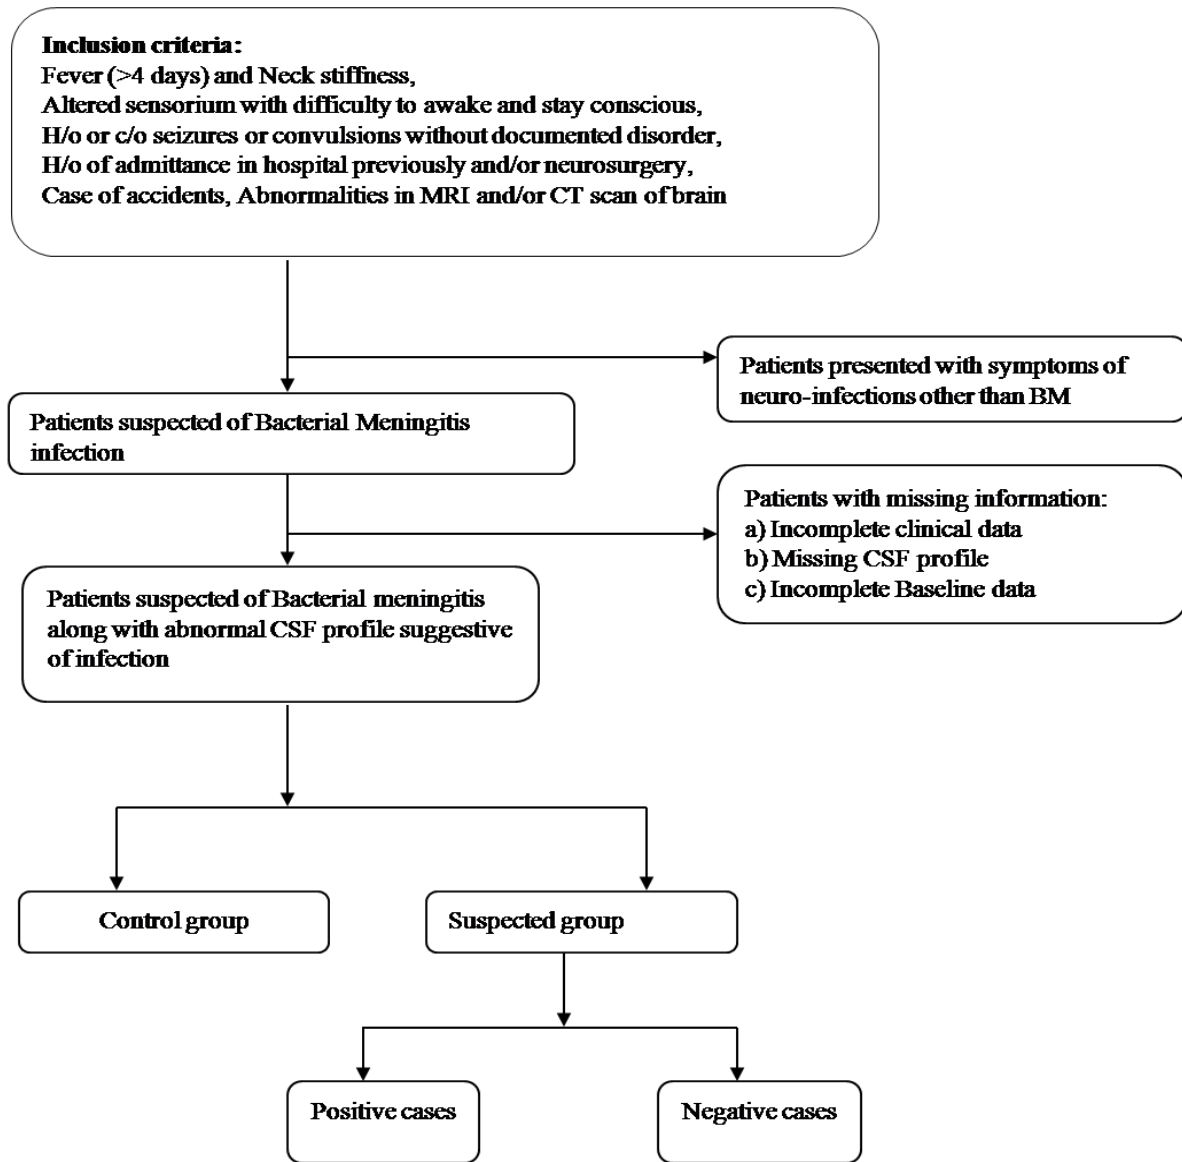 Inclusion criteria:
Fever (>4 days) and Neck stiffness,
Altered sensorium with difficulty to awake and stay conscious,
H/o or c/o seizures or convulsions without documented disorder,
H/o of admittance in hospital previously and/or neurosurgery,
Case of accidents, Abnormalities in MRI and/or CT scan of brain
Patients presented with symptoms of
neuro-infections other than BM
Patients suspected of Bacterial Meningitis
infection
Patients with missing information:
a) Incomplete clinical data
b) Missing CSF profile
c) Incomplete Baseline data
Patients suspected of Bacterial meningitis
along with abnormal CSF profile suggestive
of infection
Control group
Suspected group
Positive cases
Negative cases